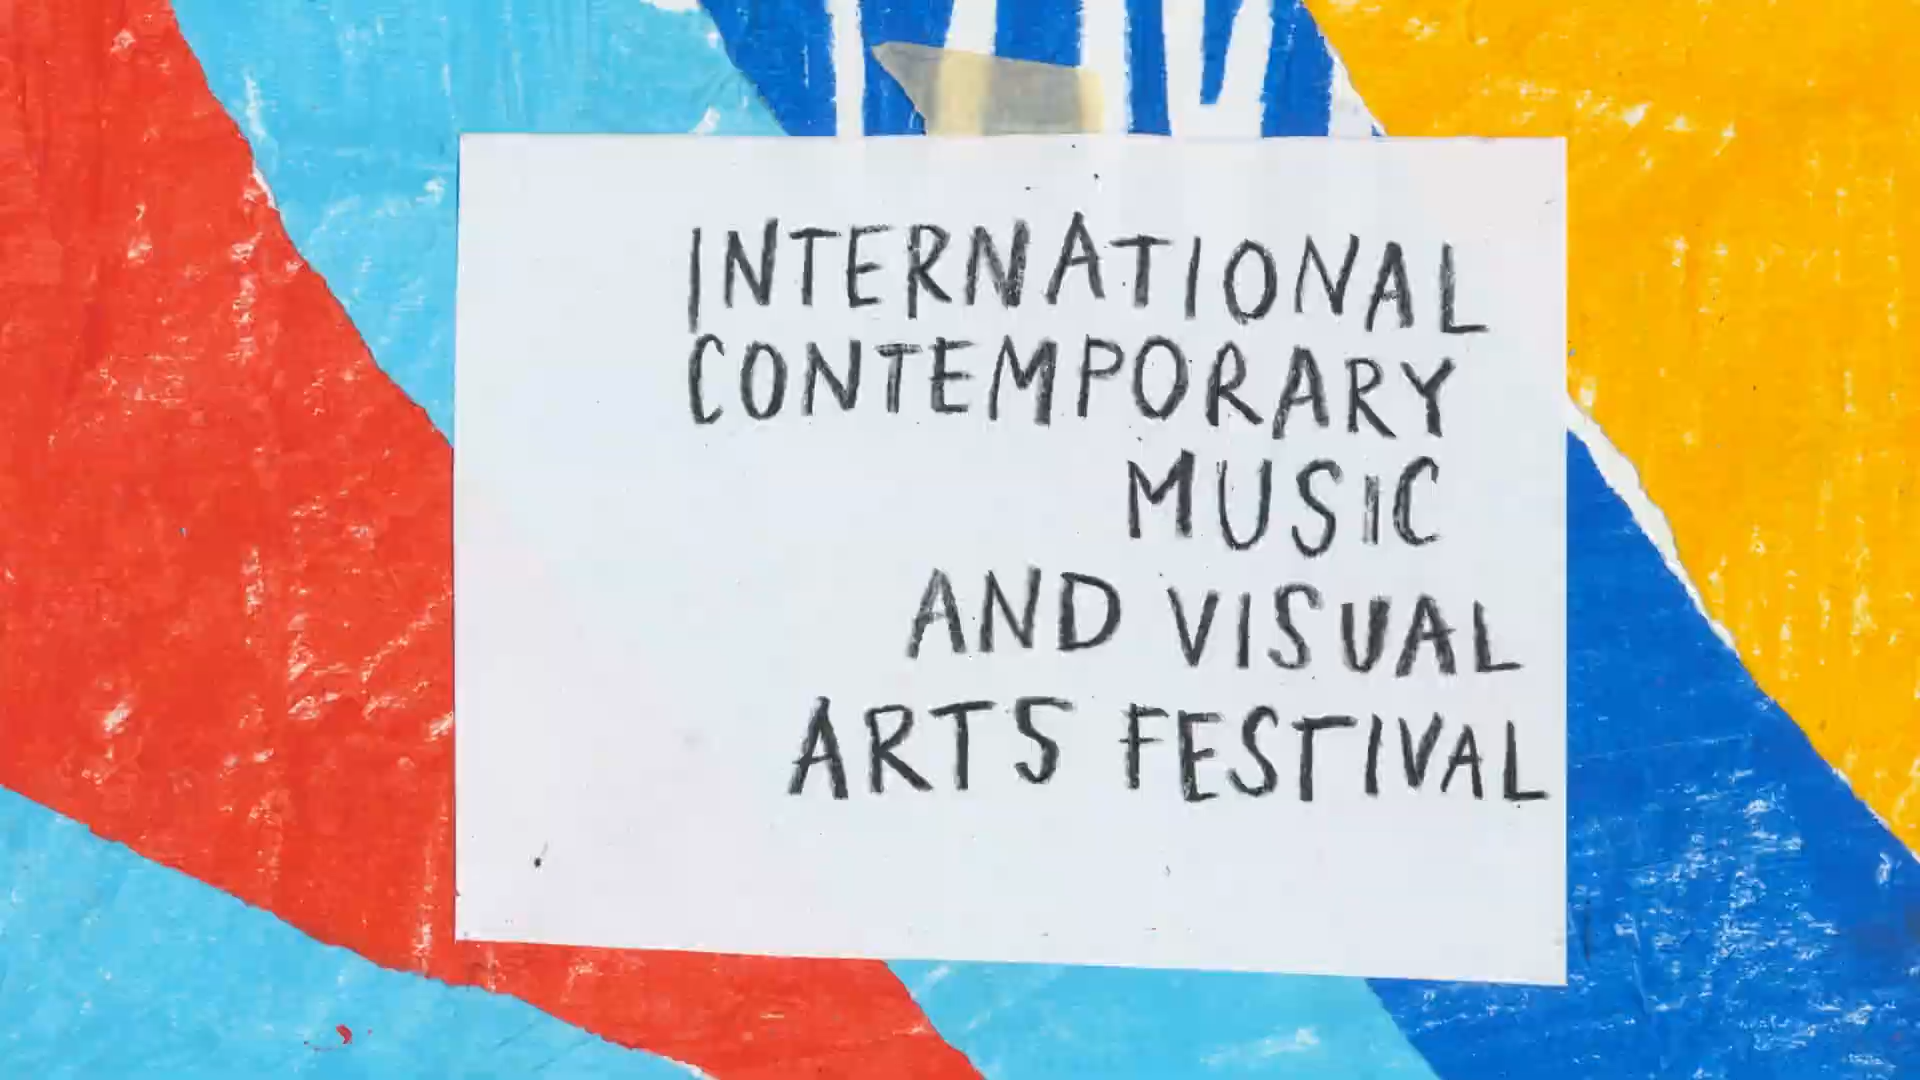 INTERNATIONAL
CONTEMPORARY
MUSIC
AND VISUAL
ARTS FESTIVAL